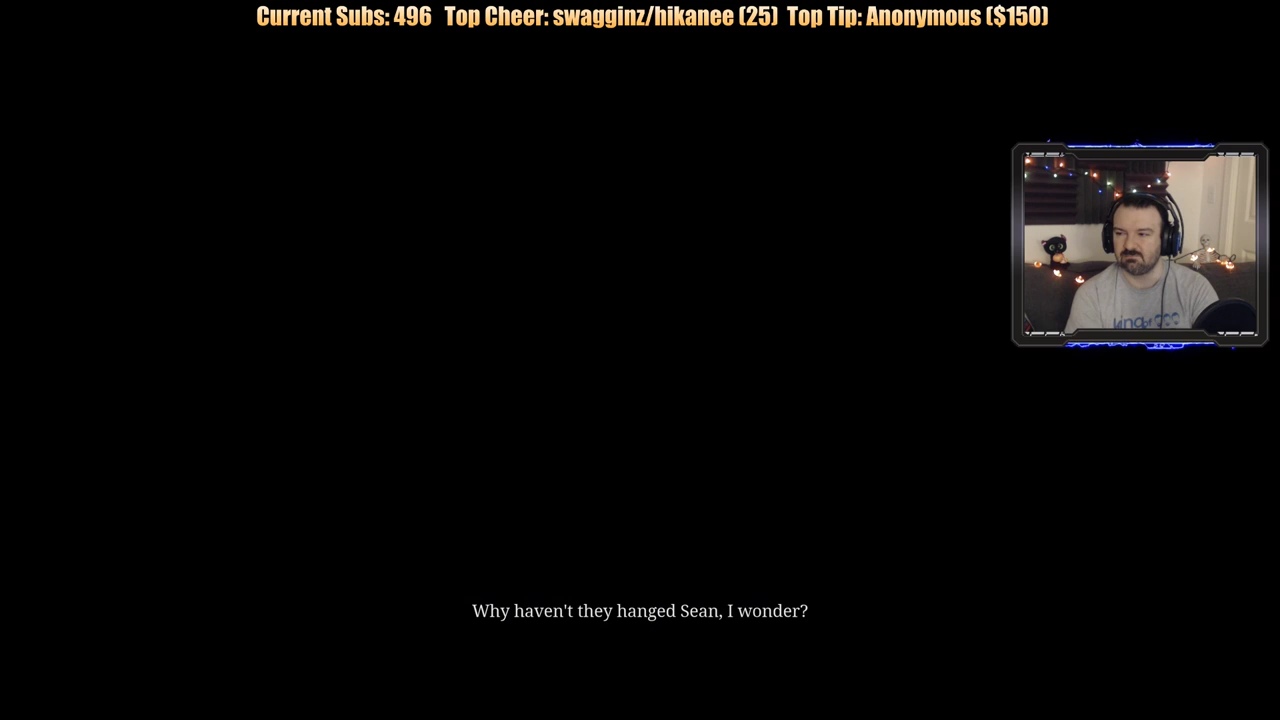 Current Subs: 496 Top Cheer: swagginz/hikanee (25) Top Tip: Anonymous ($150)
Why haven't they hanged Sean, I wonder?